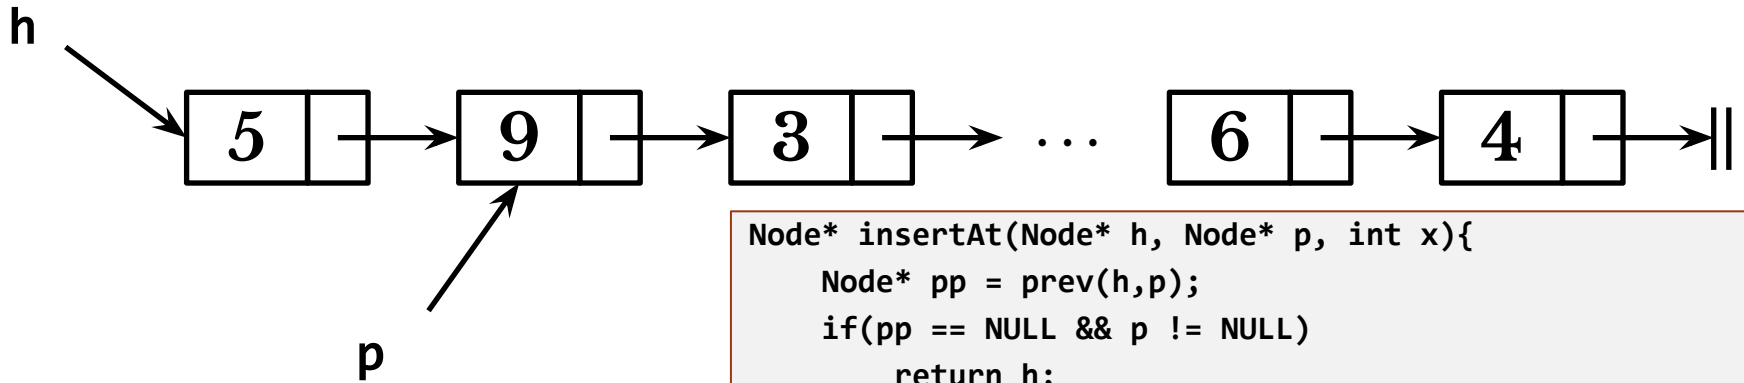 h
5 9 3 ... 6 4
p
Node* insertAt(Node* h, Node* p, int x){
    Node* pp = prev(h,p);
    if(pp == NULL && p != NULL)
        return h;